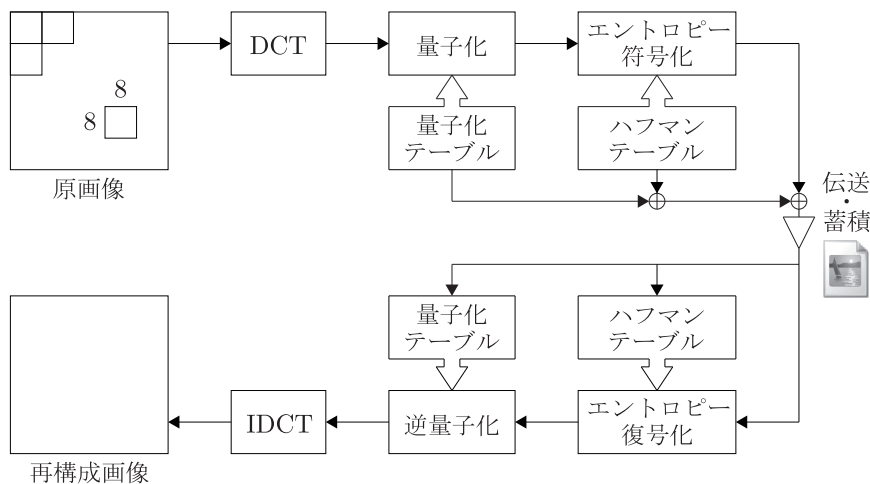 DCT
量子化
エントロピー
符号化
8
8
量子化
テーブル
ハフマン
テーブル
原画像
伝送
・
蓄積
量子化
テーブル
ハフマン
テーブル
IDCT
逆量子化
エントロピー
復号化
再構成画像